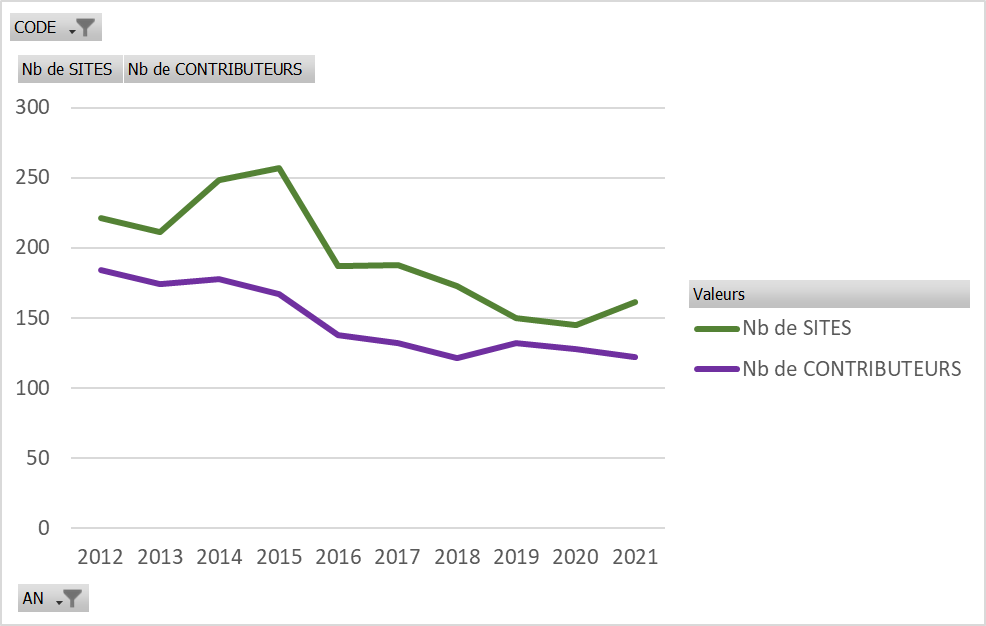 CODE
Nb de SITES Nb de CONTRIBUTEURS
300
250
200
150
100
50
0
2012 2013 2014 2015 2016 2017 2018 2019 2020 2021
Valeurs
Nb de SITES
Nb de CONTRIBUTEURS
AN